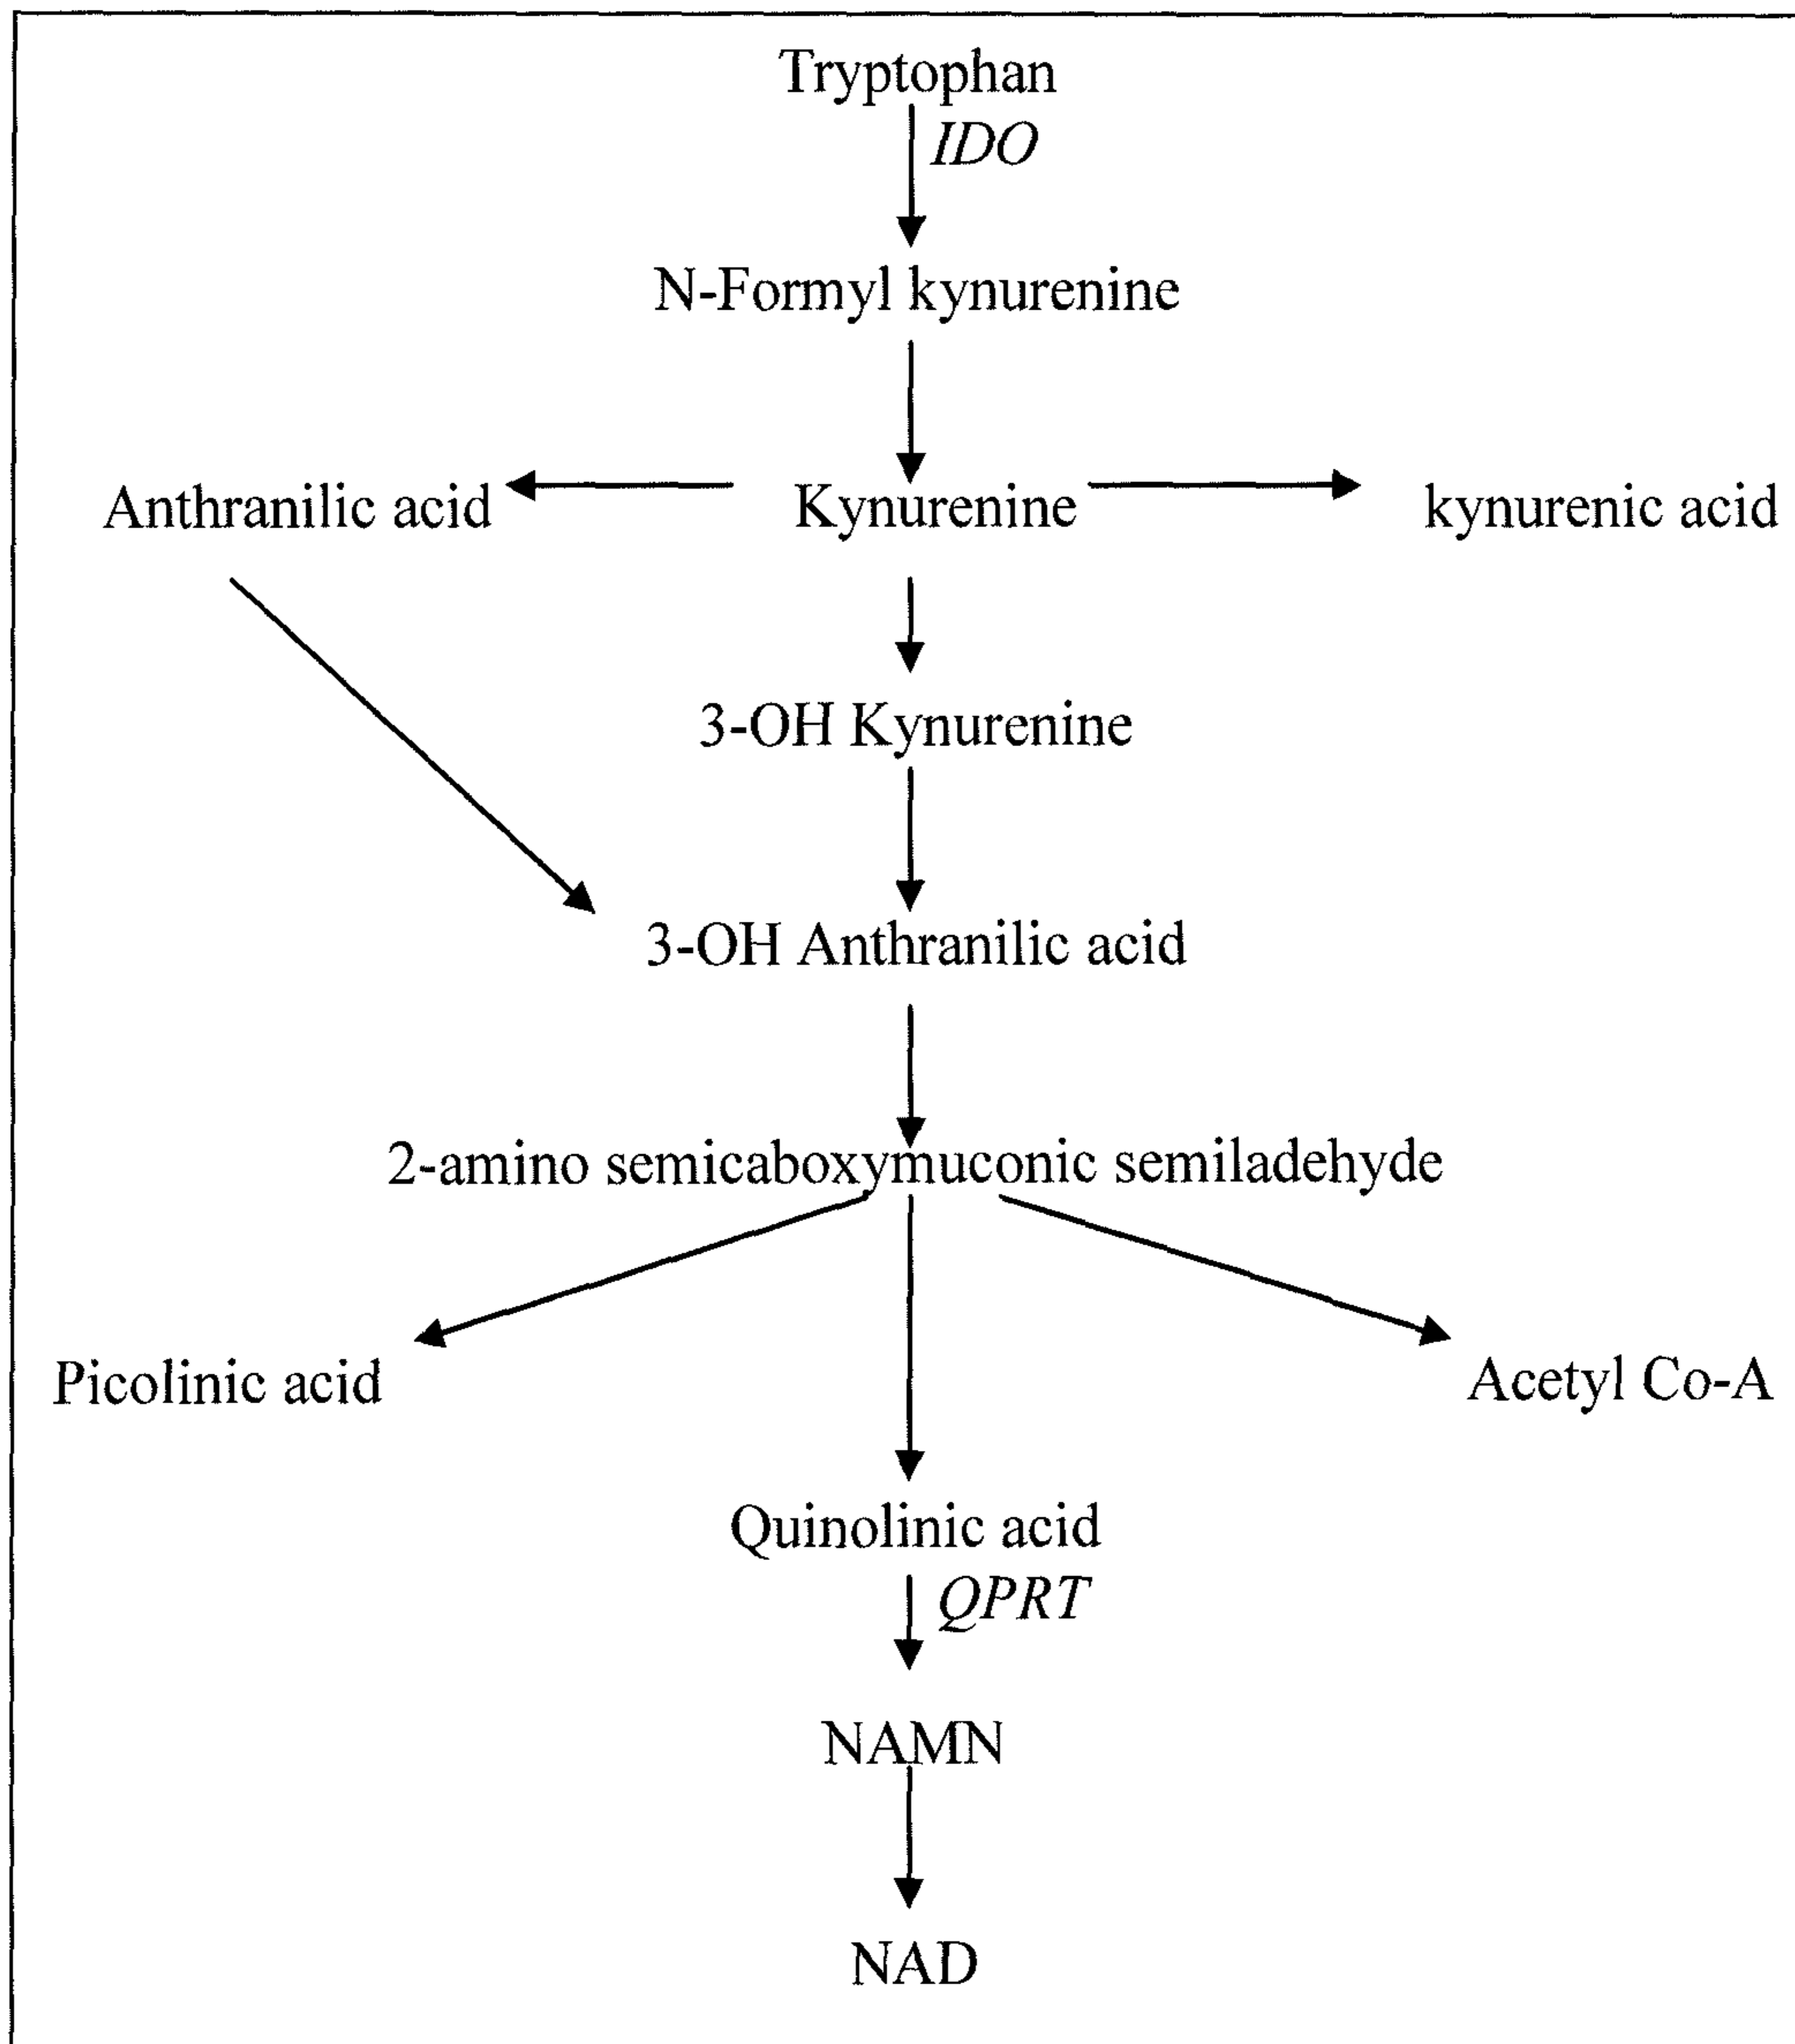 Tryptophan
IDO
N-Formyl kynurenine
Anthranilic acid
Kynurenine
kynurenic acid
3-OH Kynurenine
3-OH Anthranilic acid
2-amino semicaboxymuconic semiladehyde
Picolinic acid
Acetyl Co-A
Quinolinic acid
QPRT
NAMN
NAD